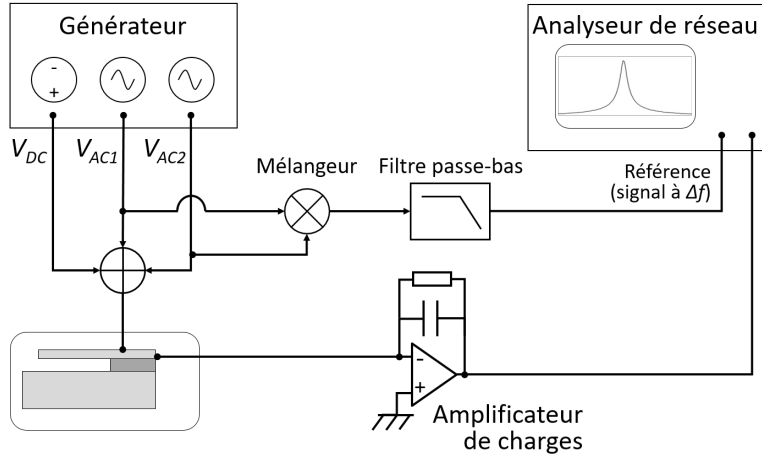 Générateur
-
+
V_DC
V_AC1
V_AC2
Mélangeur
Filtre passe-bas
Analyseur de réseau
Référence
(signal à Δf)
-
+
Amplificateur
de charges